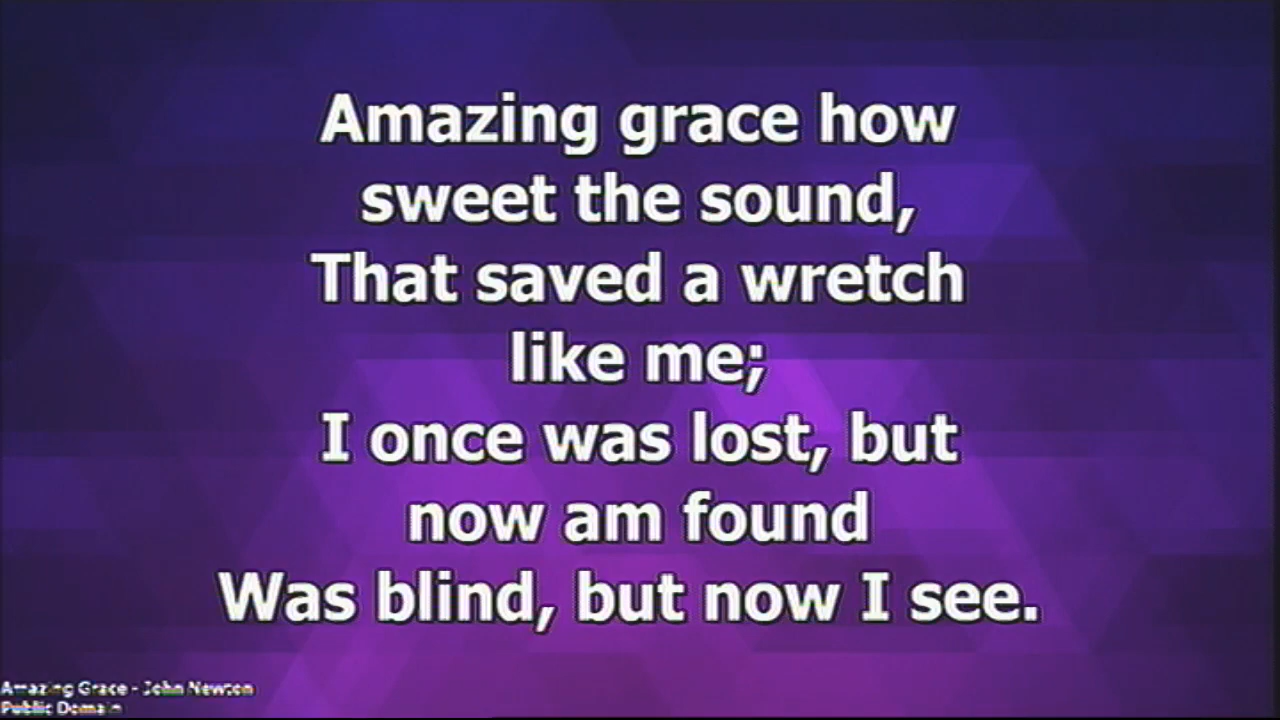 Amazing grace how
sweet the sound,
That saved a wretch
like me;
I once was lost, but
now am found
Was blind, but now I see.
Amazing Grace - John Newton
Public Domain